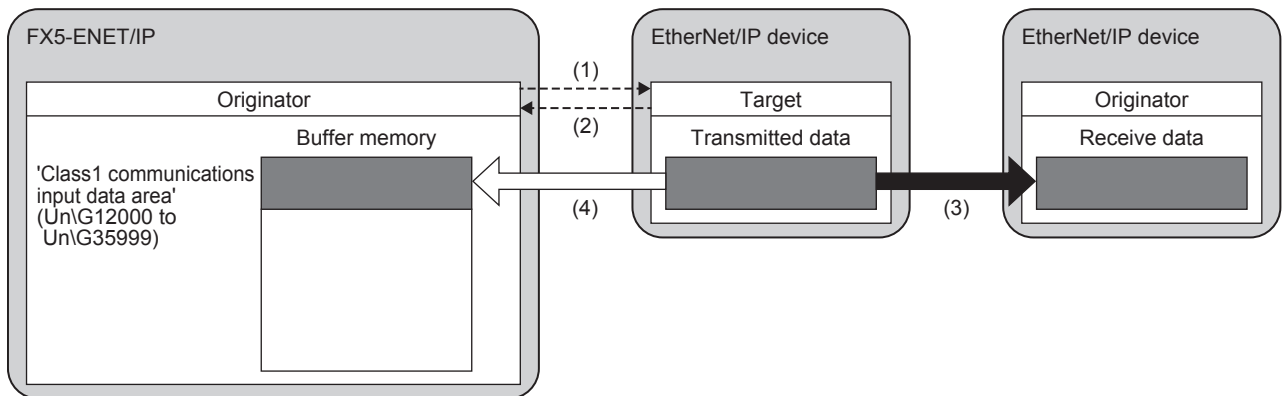 FX5-ENET/IP
EtherNet/IP device
EtherNet/IP device
(1)
Originator
Target
Originator
(2)
Buffer memory
Transmitted data
Receive data
'Class1 communications
input data area'
(Un\G12000 to
Un\G35999)
(4)
(3)